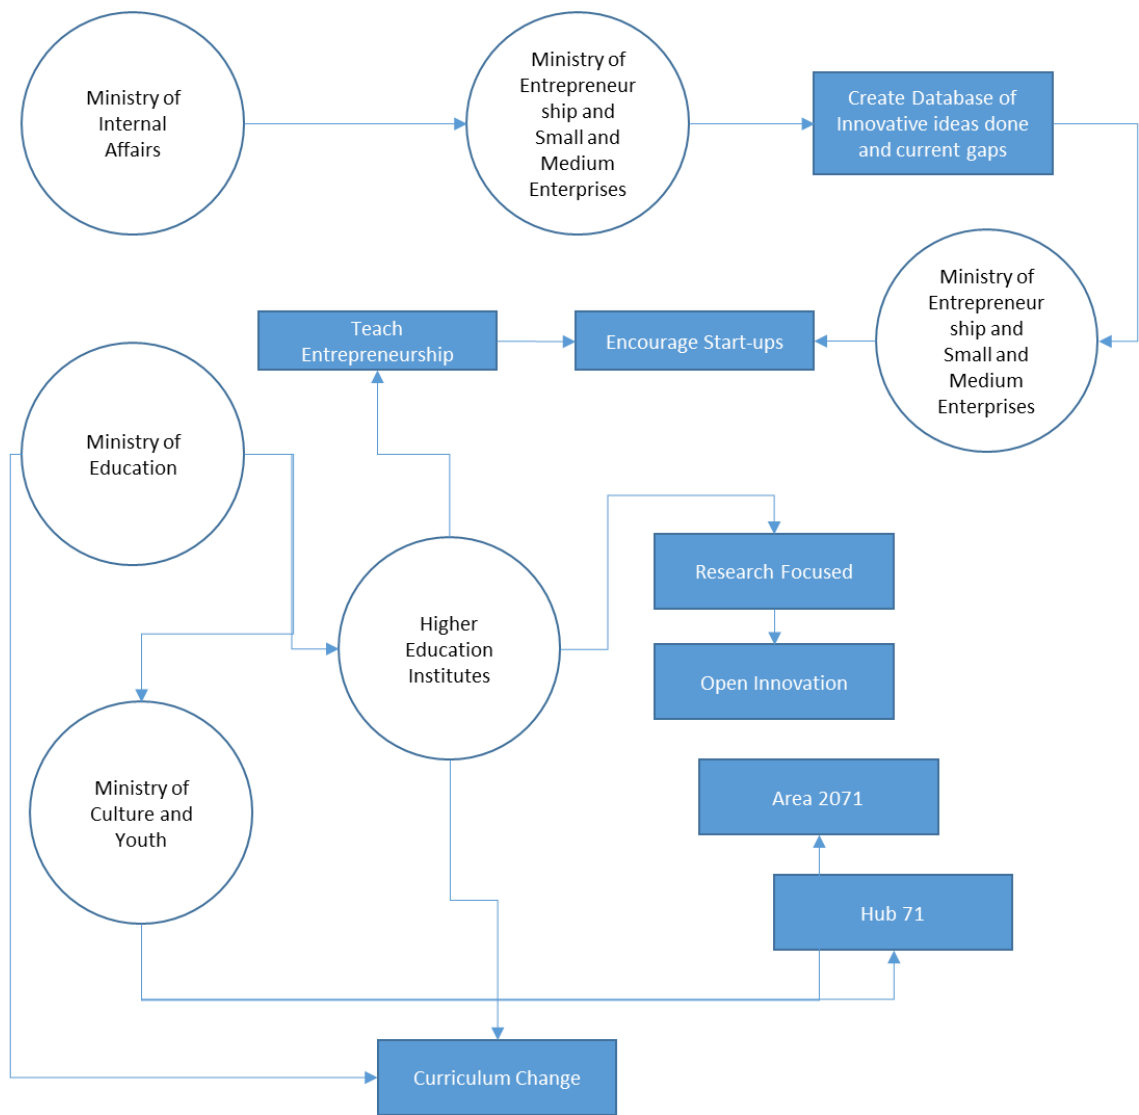 Ministry of
Internal
Affairs
Ministry of
Entrepreneur
ship and
Small and
Medium
Enterprises
Create Database of
Innovative ideas done
and current gaps
Ministry of
Entrepreneur
ship and
Small and
Medium
Enterprises
Teach
Entrepreneurship
Encourage Start-ups
Ministry of
Education
Research Focused
Higher
Education
Institutes
Open Innovation
Ministry of
Culture and
Youth
Area 2071
Hub 71
Curriculum Change